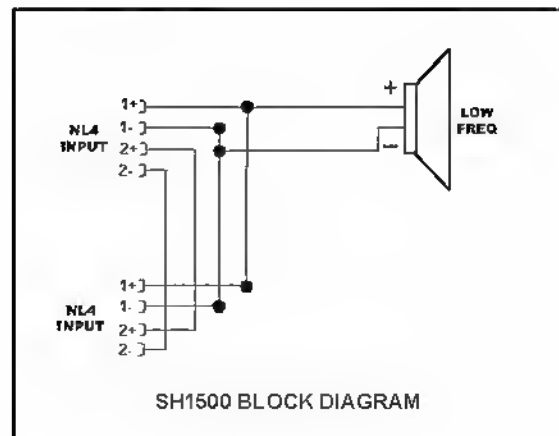 +
1+
1-
NL4
INPUT
2+
2-
LOW
FREQ
−
1+
1-
NL4
INPUT
2+
2-
SH1500 BLOCK DIAGRAM